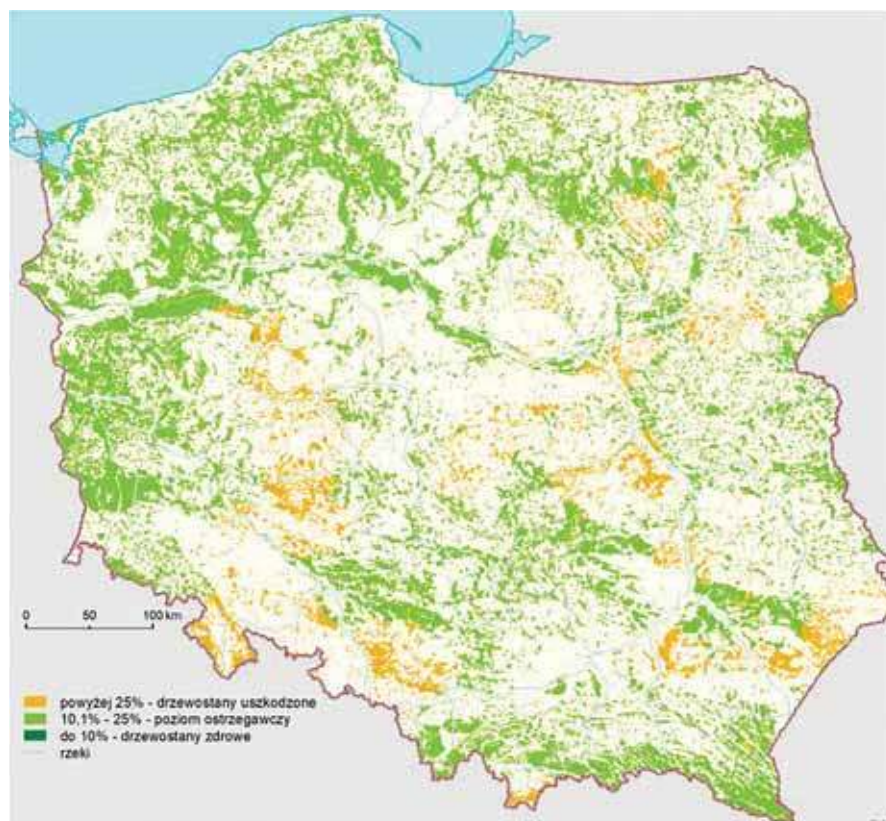 0 50 100 km
powyżej 25% - drzewostany uszkodzone
10,1% - 25% - poziom ostrzegawczy
do 10% - drzewostany zdrowe
rzeki